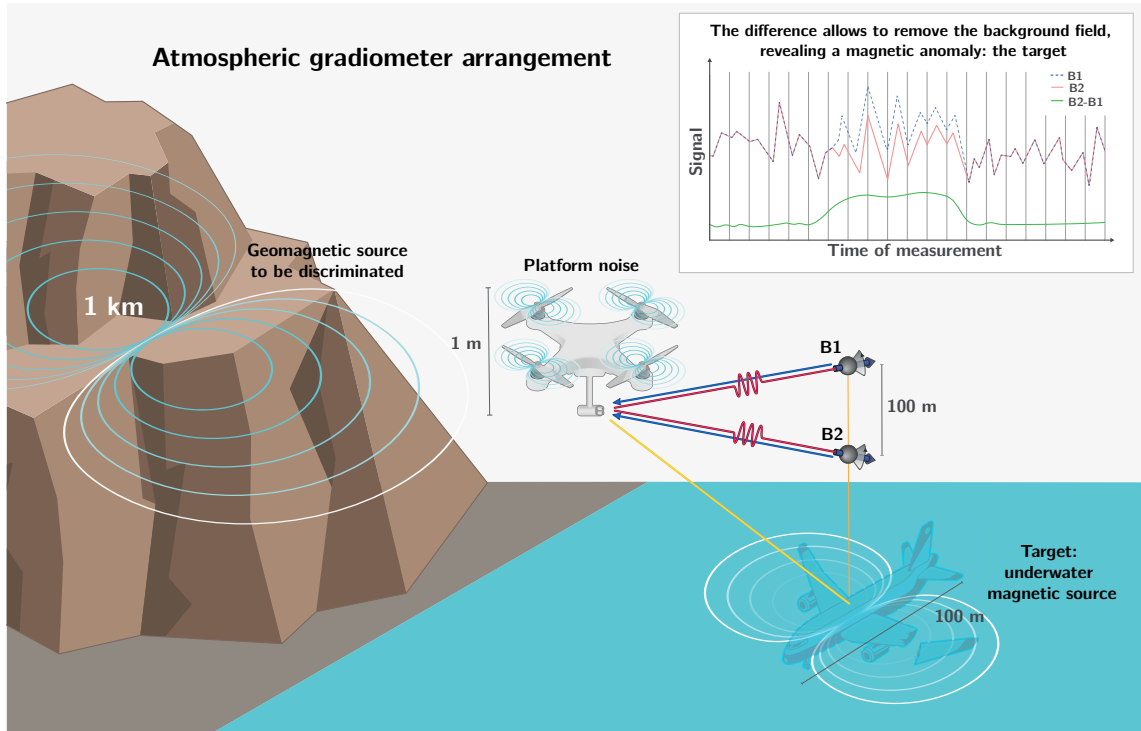 Atmospheric gradiometer arrangement
The difference allows to remove the background field,
revealing a magnetic anomaly: the target
B1
B2
B2-B1
Signal
Time of measurement
Geomagnetic source
to be discriminated
1 km
Platform noise
1 m
B1
100 m
B2
Target:
underwater
magnetic source
100 m